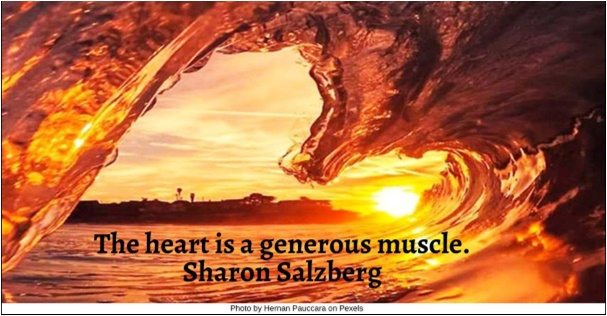 The heart is a generous muscle.
Sharon Salzberg
Photo by Hernan Pauccara on Pexels